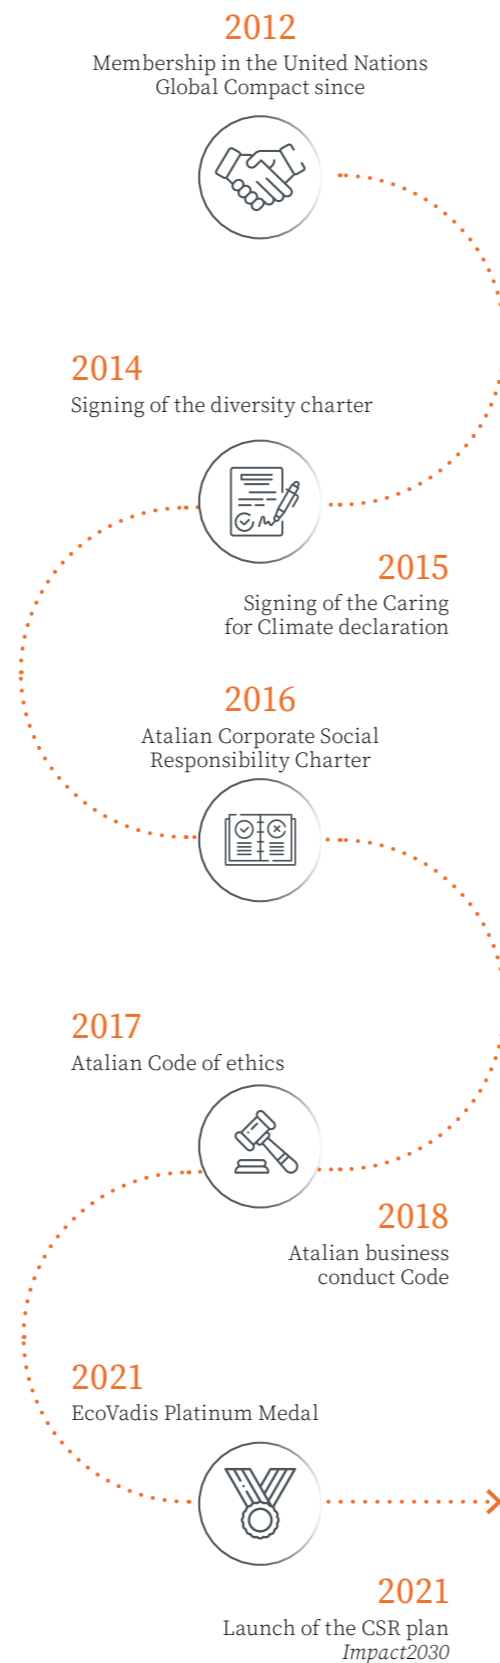 2012
Membership in the United Nations
Global Compact since
2014
Signing of the diversity charter
2015
Signing of the Caring
for Climate declaration
2016
Atalian Corporate Social
Responsibility Charter
2017
Atalian Code of ethics
2018
Atalian business
conduct Code
2021
EcoVadis Platinum Medal
2021
Launch of the CSR plan
Impact2030